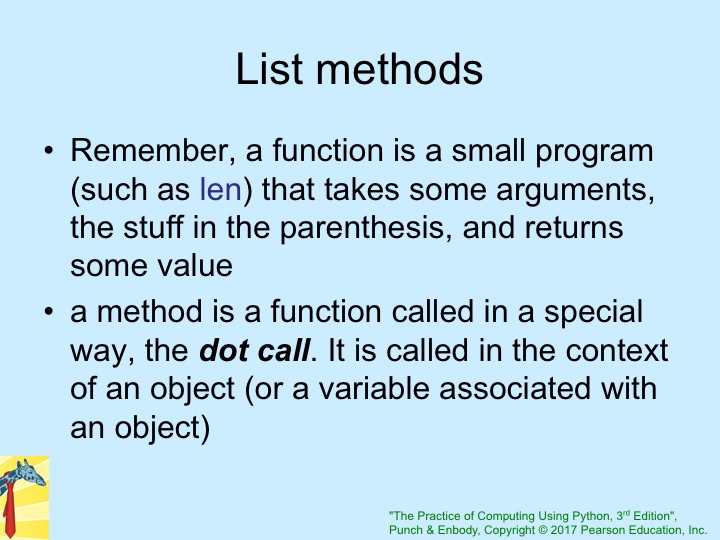 List methods
• Remember, a function is a small program
(such as len) that takes some arguments,
the stuff in the parenthesis, and returns
some value
• a method is a function called in a special
way, the dot call. It is called in the context
of an object (or a variable associated with
an object)
"The Practice of Computing Using Python, 3rd Edition",
Punch & Enbody, Copyright © 2017 Pearson Education, Inc.